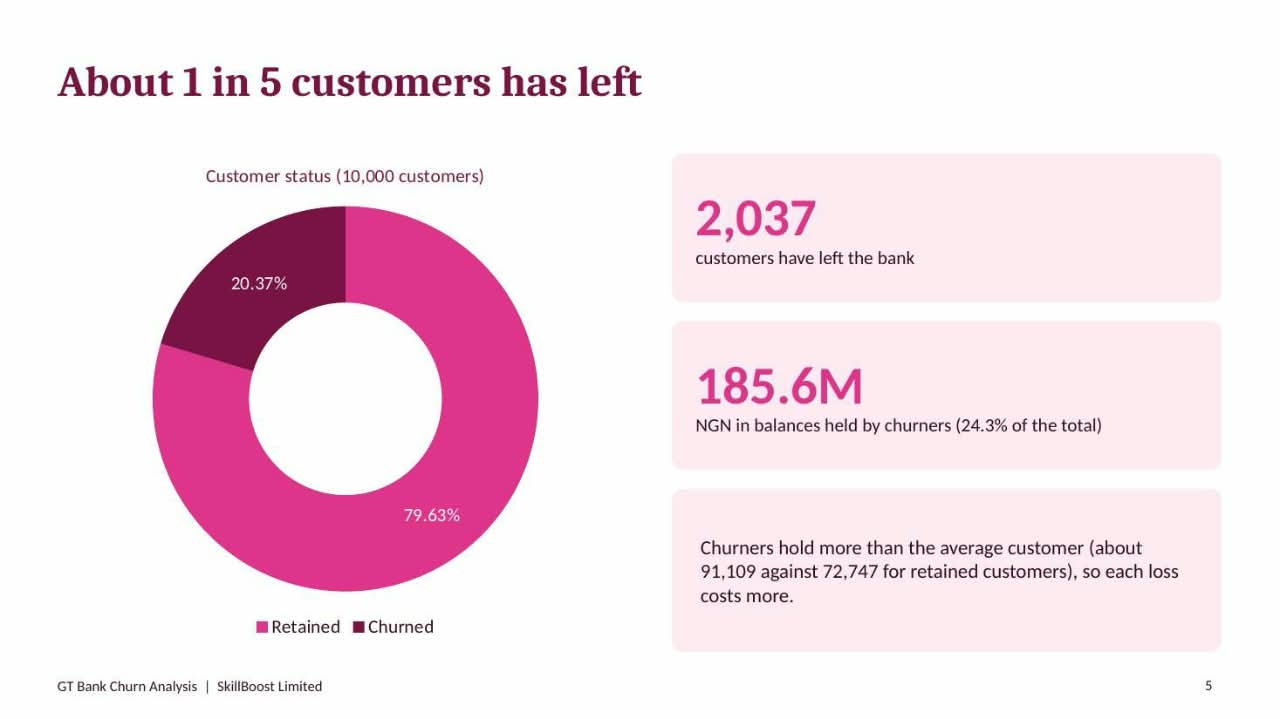 About 1 in 5 customers has left
Customer status (10,000 customers)
20.37%
79.63%
Retained Churned
2,037
customers have left the bank
185.6M
NGN in balances held by churners (24.3% of the total)
Churners hold more than the average customer (about
91,109 against 72,747 for retained customers), so each loss
costs more.
GT Bank Churn Analysis | SkillBoost Limited
5